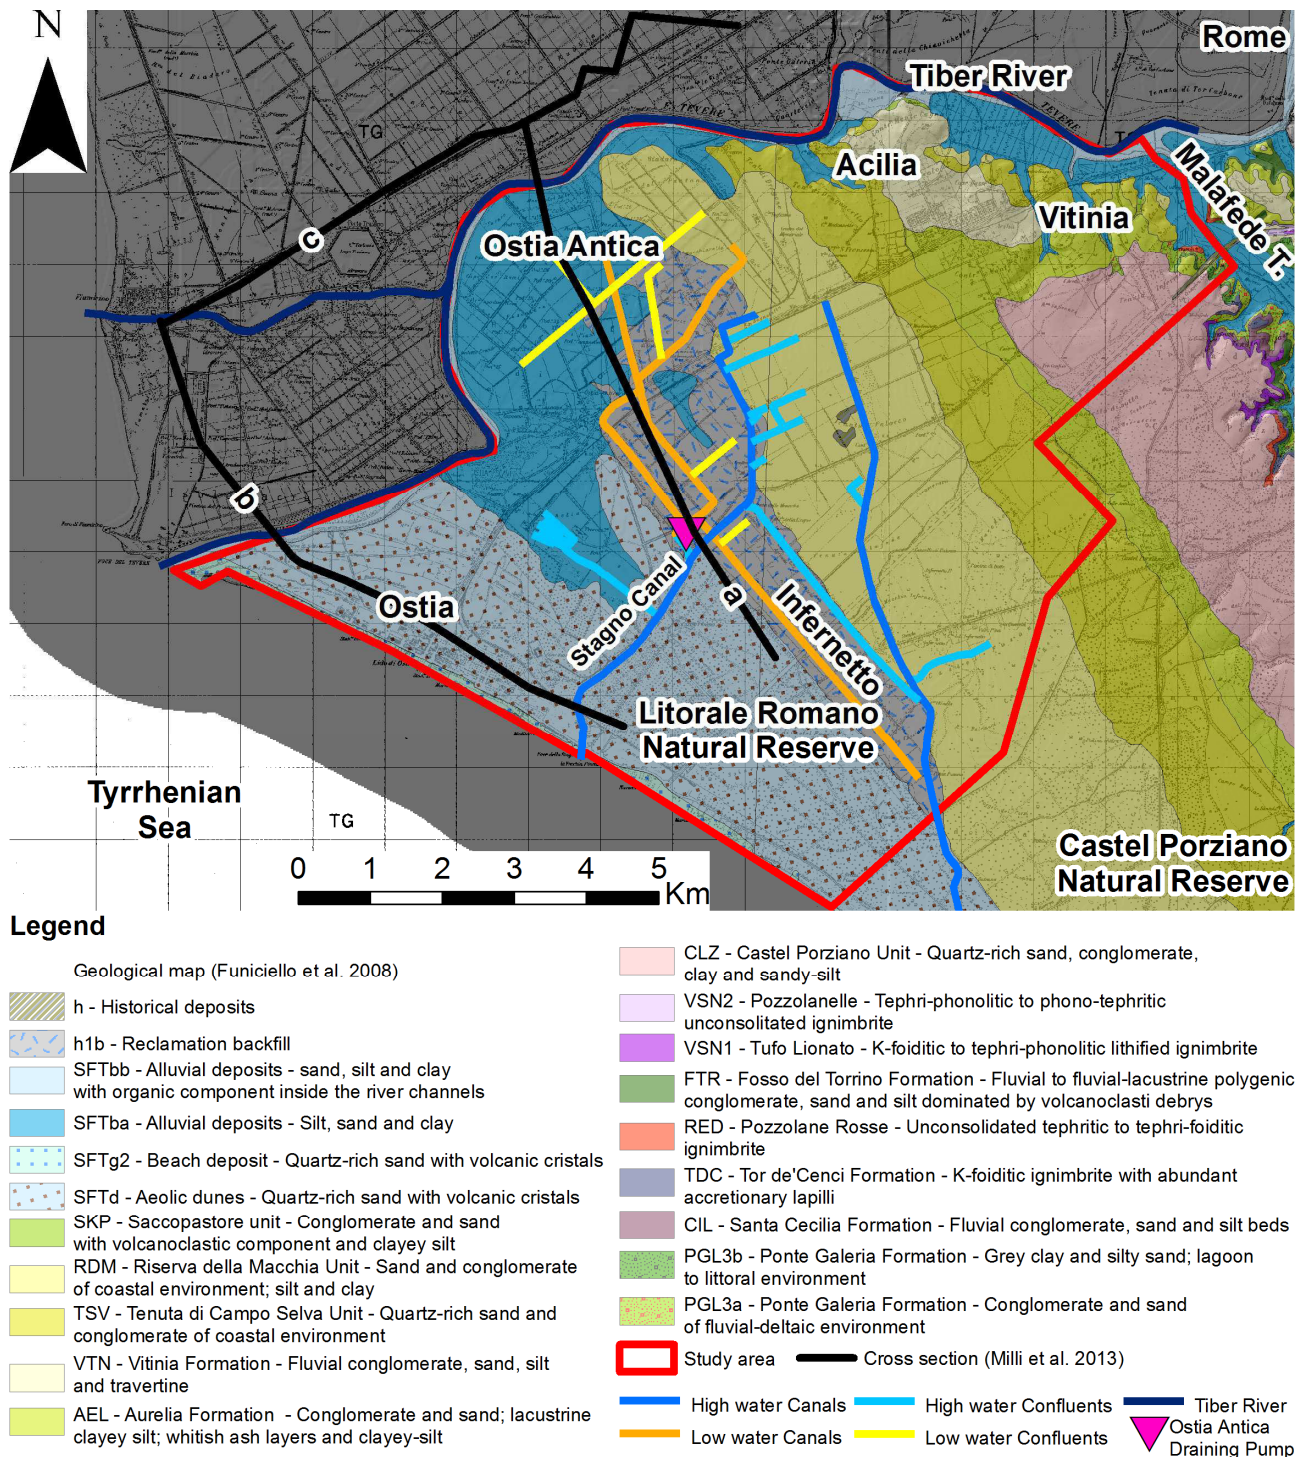 N
Rome
Tiber River
TEVERE
TG
Acilia
Malafede T.
Vitinia
c
Ostia Antica
b
Stagno Canal
a
Infernetto
Ostia
Litorale Romano
Natural Reserve
Tyrrhenian
Sea
TG
Castel Porziano
Natural Reserve
0 1 2 3 4 5
Km
Legend
Geological map (Funiciello et al. 2008)
h - Historical deposits
h1b - Reclamation backfill
SFTbb - Alluvial deposits - sand, silt and clay
with organic component inside the river channels
SFTba - Alluvial deposits - Silt, sand and clay
SFTg2 - Beach deposit - Quartz-rich sand with volcanic cristals
SFTd - Aeolic dunes - Quartz-rich sand with volcanic cristals
SKP - Saccopastore unit - Conglomerate and sand
with volcanoclastic component and clayey silt
RDM - Riserva della Macchia Unit - Sand and conglomerate
of coastal environment; silt and clay
TSV - Tenuta di Campo Selva Unit - Quartz-rich sand and
conglomerate of coastal environment
VTN - Vitinia Formation - Fluvial conglomerate, sand, silt
and travertine
AEL - Aurelia Formation - Conglomerate and sand; lacustrine
clayey silt; whitish ash layers and clayey-silt
CLZ - Castel Porziano Unit - Quartz-rich sand, conglomerate,
clay and sandy-silt
VSN2 - Pozzolanelle - Tephri-phonolitic to phono-tephritic
unconsolitated ignimbrite
VSN1 - Tufo Lionato - K-foiditic to tephri-phonolitic lithified ignimbrite
FTR - Fosso del Torrino Formation - Fluvial to fluvial-lacustrine polygenic
conglomerate, sand and silt dominated by volcanoclasti debrys
RED - Pozzolane Rosse - Unconsolidated tephritic to tephri-foiditic
ignimbrite
TDC - Tor de'Cenci Formation - K-foiditic ignimbrite with abundant
accretionary lapilli
CIL - Santa Cecilia Formation - Fluvial conglomerate, sand and silt beds
PGL3b - Ponte Galeria Formation - Grey clay and silty sand; lagoon
to littoral environment
PGL3a - Ponte Galeria Formation - Conglomerate and sand
of fluvial-deltaic environment
Study area
Cross section (Milli et al. 2013)
High water Canals
High water Confluents
Tiber River
Low water Canals
Low water Confluents
Ostia Antica
Draining Pump